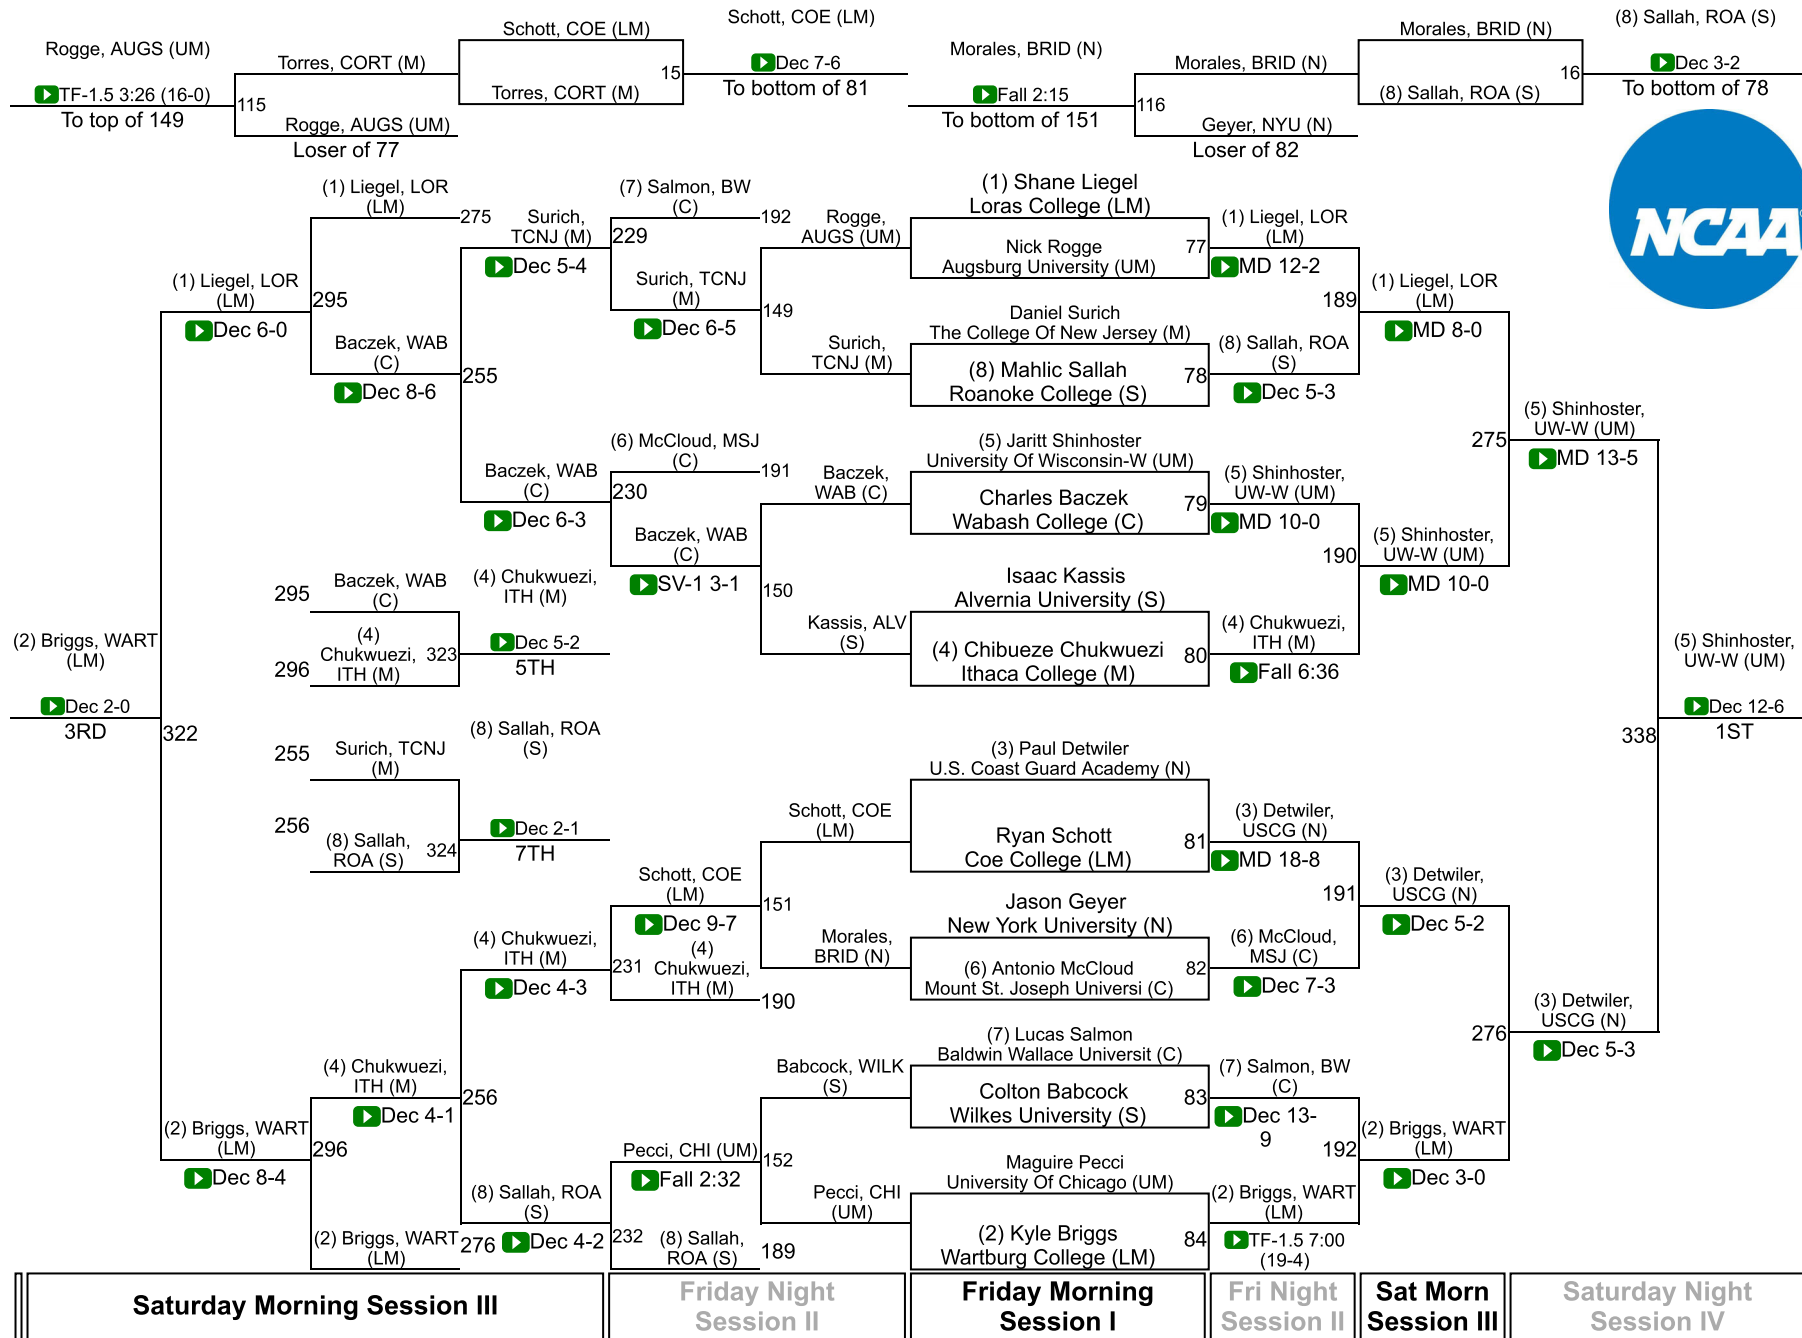 Schott, COE (LM)
(8) Sallah, ROA (S)
Schott, COE (LM)
Morales, BRID (N)
Rogge, AUGS (UM)
Morales, BRID (N)
Torres, CORT (M)
15
Dec 7-6
Morales, BRID (N)
16
Dec 3-2
TF-1.5 3:26 (16-0)
Torres, CORT (M)
To bottom of 81
Fall 2:15
(8) Sallah, ROA (S)
To bottom of 78
To top of 149
115
To bottom of 151
116
Rogge, AUGS (UM)
Geyer, NYU (N)
Loser of 77
Loser of 82
NCAA
(1) Liegel, LOR
(LM)
275
Surich,
TCNJ (M)
Dec 5-4
(7) Salmon, BW
(C)
192
229
Rogge,
AUGS (UM)
(1) Shane Liegel
Loras College (LM)
Nick Rogge
Augsburg University (UM)
77
(1) Liegel, LOR
(LM)
MD 12-2
(1) Liegel, LOR
(LM)
Dec 6-0
295
Surich, TCNJ
(M)
Dec 6-5
149
189
(1) Liegel, LOR
(LM)
MD 8-0
Baczek, WAB
(C)
Dec 8-6
255
Surich,
TCNJ (M)
Daniel Surich
The College Of New Jersey (M)
(8) Mahlic Sallah
Roanoke College (S)
78
(8) Sallah, ROA
(S)
Dec 5-3
(5) Shinhoster,
UW-W (UM)
275
MD 13-5
Baczek, WAB
(C)
Dec 6-3
(6) McCloud, MSJ
(C)
191
230
Baczek,
WAB (C)
(5) Jaritt Shinhoster
University Of Wisconsin-W (UM)
Charles Baczek
Wabash College (C)
79
(5) Shinhoster,
UW-W (UM)
MD 10-0
Baczek, WAB
(C)
SV-1 3-1
150
190
(5) Shinhoster,
UW-W (UM)
MD 10-0
295
Baczek, WAB
(C)
(4) Chukwuezi,
ITH (M)
Kassis, ALV
(S)
Isaac Kassis
Alvernia University (S)
(4) Chibueze Chukwuezi
Ithaca College (M)
80
(4) Chukwuezi,
ITH (M)
Fall 6:36
(2) Briggs, WART
(LM)
Dec 2-0
3RD
322
296
(4)
Chukwuezi,
ITH (M)
323
Dec 5-2
5TH
(5) Shinhoster,
UW-W (UM)
Dec 12-6
1ST
338
255
Surich, TCNJ
(M)
(8) Sallah, ROA
(S)
256
(8) Sallah,
ROA (S)
324
Dec 2-1
7TH
Schott, COE
(LM)
(3) Paul Detwiler
U.S. Coast Guard Academy (N)
Ryan Schott
Coe College (LM)
81
(3) Detwiler,
USCG (N)
MD 18-8
Schott, COE
(LM)
Dec 9-7
151
191
(3) Detwiler,
USCG (N)
Dec 5-2
(4) Chukwuezi,
ITH (M)
Dec 4-3
231
(4)
Chukwuezi,
ITH (M)
190
Morales,
BRID (N)
Jason Geyer
New York University (N)
(6) Antonio McCloud
Mount St. Joseph Universi (C)
82
(6) McCloud,
MSJ (C)
Dec 7-3
276
(3) Detwiler,
USCG (N)
Dec 5-3
(4) Chukwuezi,
ITH (M)
Dec 4-1
256
Babcock, WILK
(S)
(7) Lucas Salmon
Baldwin Wallace Universit (C)
Colton Babcock
Wilkes University (S)
83
(7) Salmon, BW
(C)
Dec 13-
9
(2) Briggs, WART
(LM)
Dec 8-4
296
Pecci, CHI (UM)
Fall 2:32
152
192
(2) Briggs, WART
(LM)
Dec 3-0
(2) Briggs, WART
(LM)
276
(8) Sallah, ROA
(S)
Dec 4-2
232
(8) Sallah,
ROA (S)
189
Pecci, CHI
(UM)
Maguire Pecci
University Of Chicago (UM)
(2) Kyle Briggs
Wartburg College (LM)
84
(2) Briggs, WART
(LM)
TF-1.5 7:00
(19-4)
Saturday Morning Session III
Friday Night
Session II
Friday Morning
Session I
Fri Night
Session II
Sat Morn
Session III
Saturday Night
Session IV